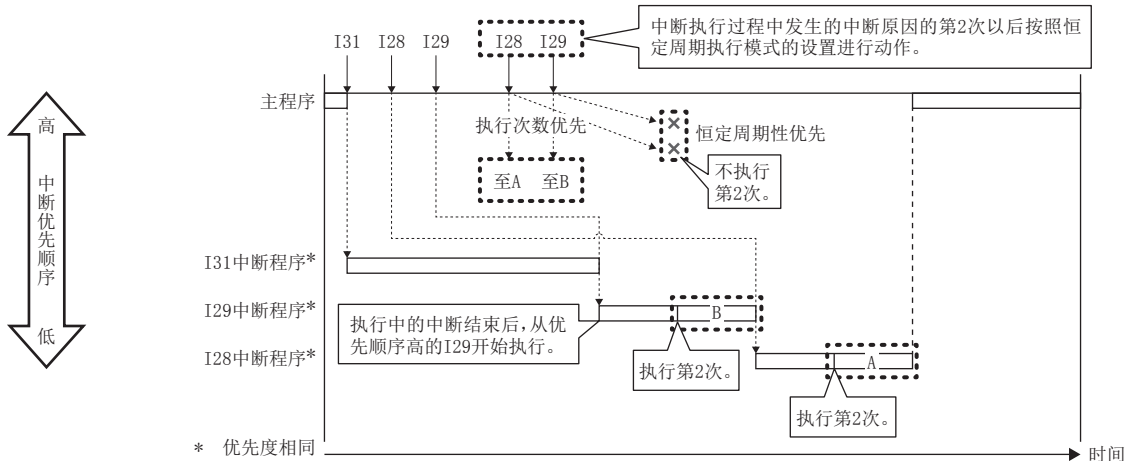 中断执行过程中发生的中断原因的第2次以后按照恒
定周期执行模式的设置进行动作。
I31 I28 I29 I28 I29
主程序
高
中断优先顺序
低
执行次数优先
恒定周期性优先
至A 至B
不执行
第2次。
I31中断程序*
I29中断程序*
B
执行中的中断结束后,从优
先顺序高的I29开始执行。
执行第2次。
I28中断程序*
A
执行第2次。
* 优先度相同
时间